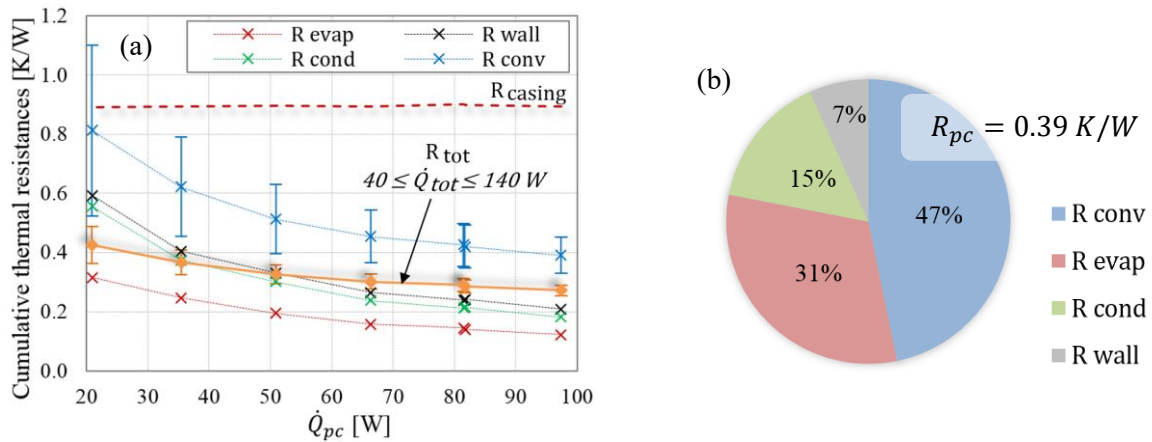 (a)
R evap
R wall
R cond
R conv
R casing
R tot
40 ≤ Q̇tot ≤ 140 W
Cumulative thermal resistances [K/W]
1.2
1.0
0.8
0.6
0.4
0.2
0.0
20 30 40 50 60 70 80 90 100
Q̇pc [W]
(b)
Rpc = 0.39 K/W
7%
15%
47%
31%
R conv
R evap
R cond
R wall